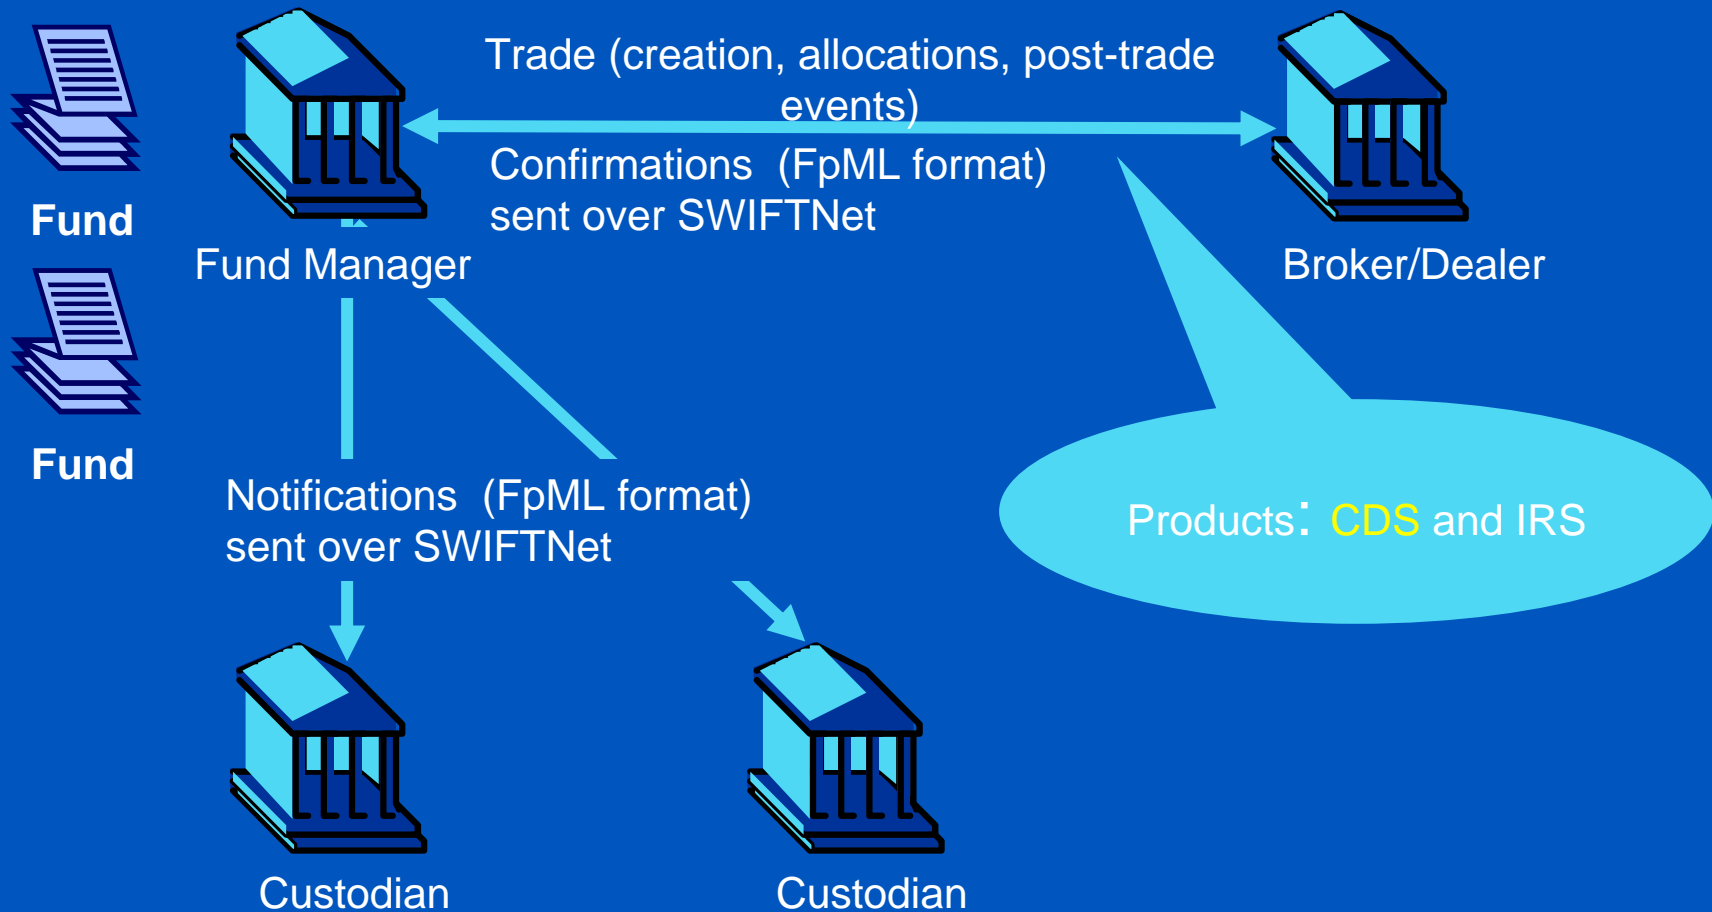 Trade (creation, allocations, post-trade
events)
Confirmations (FpML format)
sent over SWIFTNet
Fund
Fund Manager
Broker/Dealer
Fund
Notifications (FpML format)
sent over SWIFTNet
Products: CDS and IRS
Custodian
Custodian